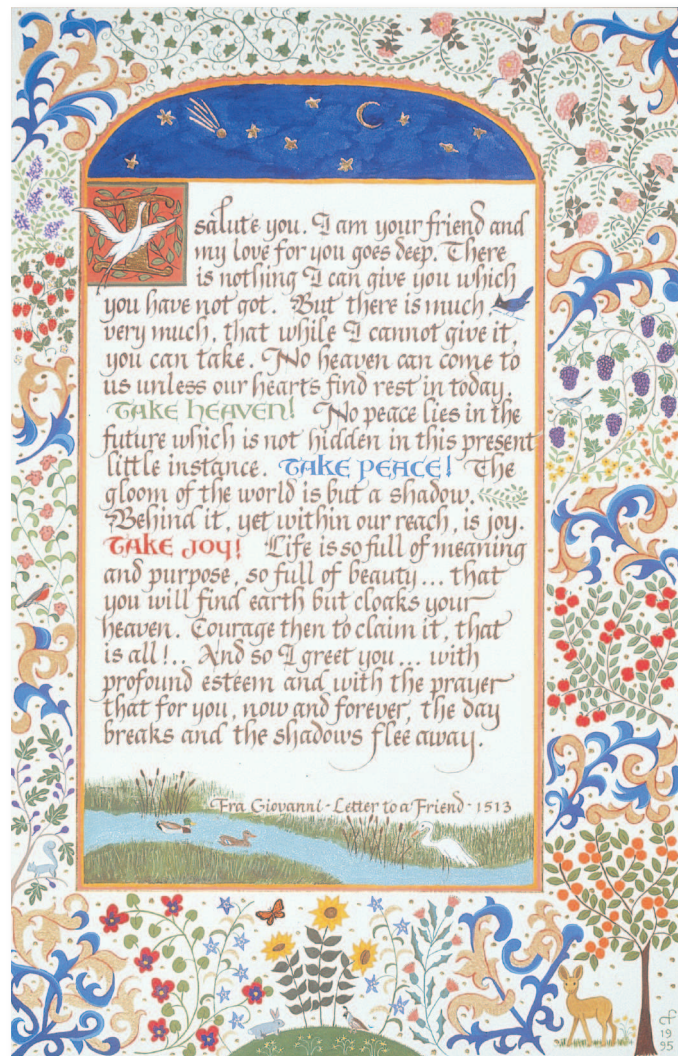 I salute you. I am your friend and
my love for you goes deep. There
is nothing I can give you which
you have not got. But there is much
very much, that while I cannot give it,
you can take. No heaven can come to
us unless our hearts find rest in today.
TAKE HEAVEN! No peace lies in the
future which is not hidden in this present
little instance. TAKE PEACE! The
gloom of the world is but a shadow.
Behind it, yet within our reach, is joy.
TAKE JOY! Life is so full of meaning
and purpose, so full of beauty... that
you will find earth but cloaks your
heaven. Courage then to claim it, that
is all!.. And so I greet you... with
profound esteem and with the prayer
that for you, now and forever, the day
breaks and the shadows flee away.
Fra Giovanni - Letter to a Friend - 1513
CF
19
95